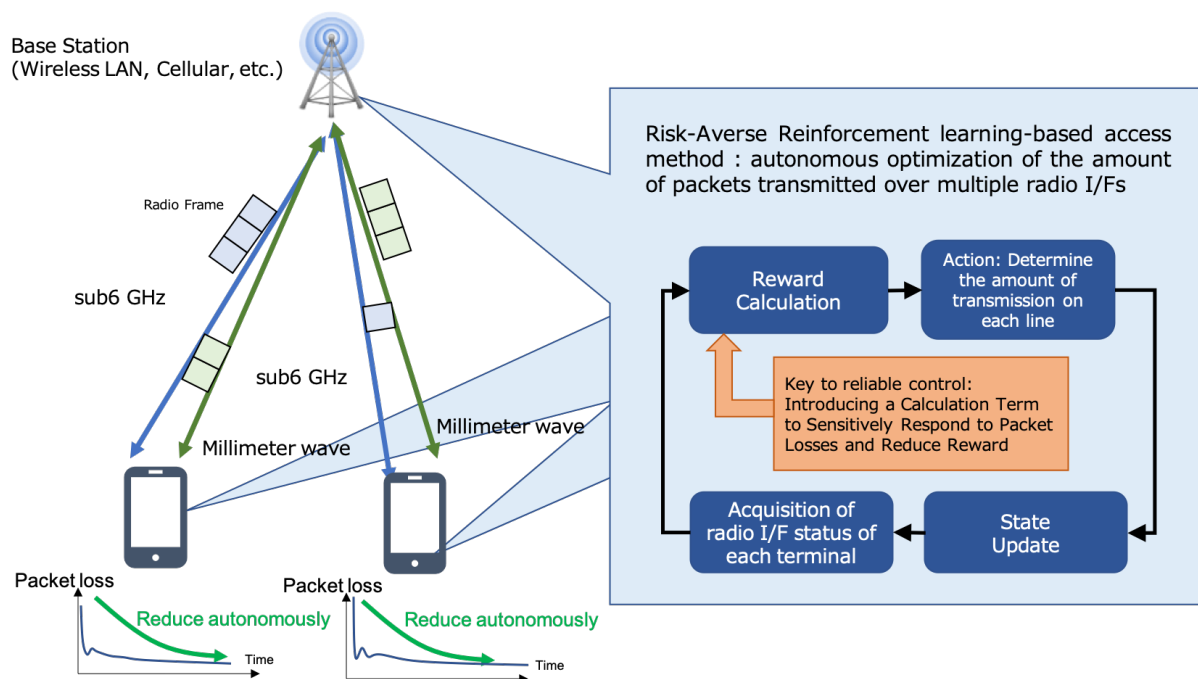 Base Station
(Wireless LAN, Cellular, etc.)
Radio Frame
sub6 GHz
sub6 GHz
Millimeter wave
Millimeter wave
Packet loss
Reduce autonomously
Time
Packet loss
Reduce autonomously
Time
Risk-Averse Reinforcement learning-based access
method : autonomous optimization of the amount
of packets transmitted over multiple radio I/Fs
Reward
Calculation
Action: Determine
the amount of
transmission on
each line
Key to reliable control:
Introducing a Calculation Term
to Sensitively Respond to Packet
Losses and Reduce Reward
Acquisition of
radio I/F status of
each terminal
State
Update